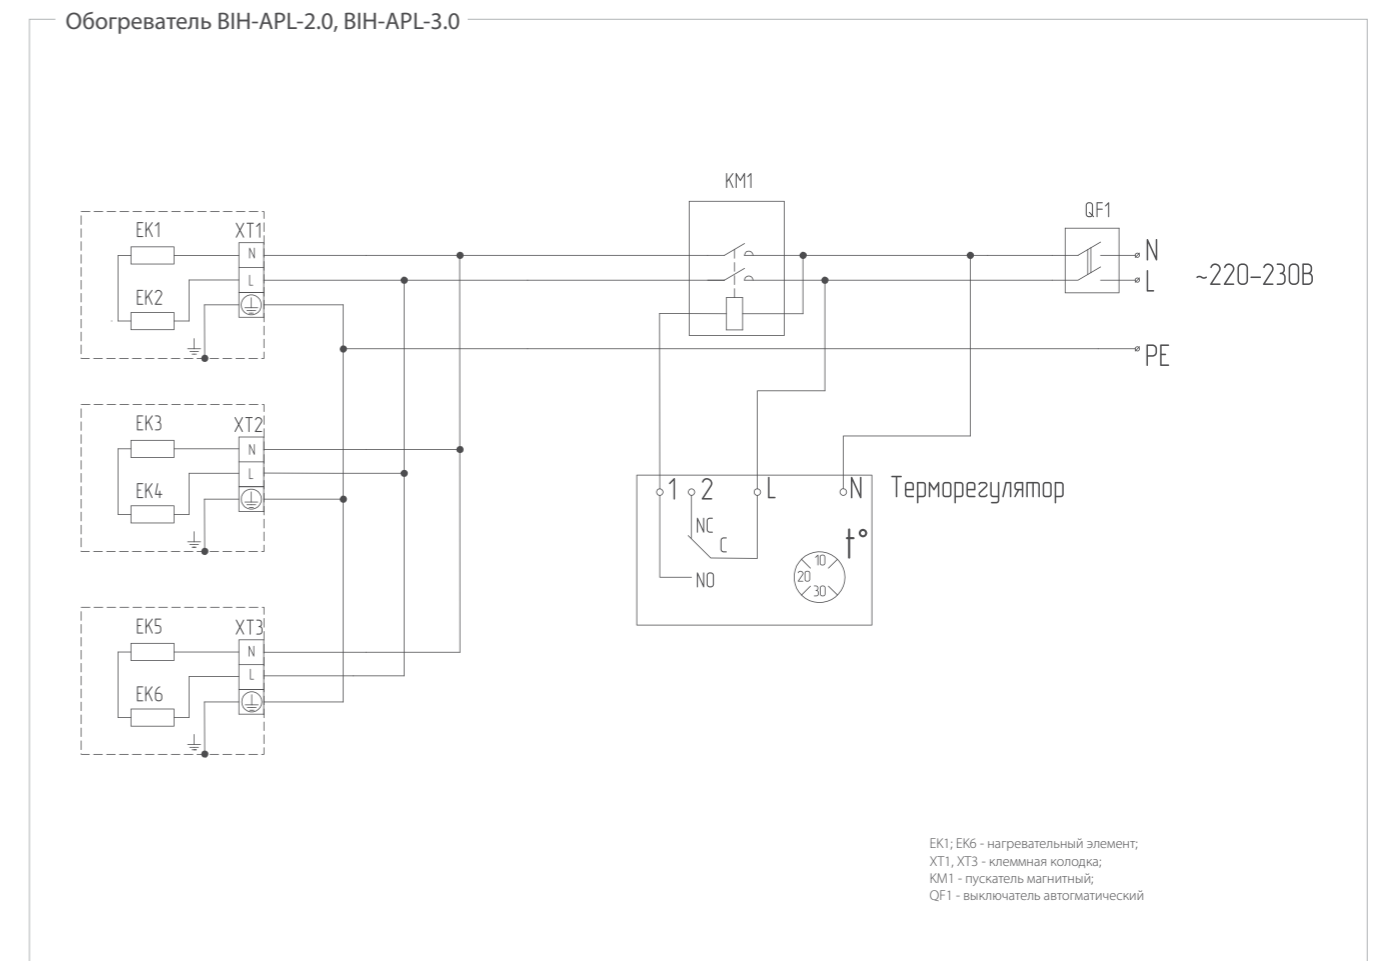 Обогреватель BIH-APL-2.0, BIH-APL-3.0
KM1
QF1
EK1
XT1
N
N
L
L
~220-230В
EK2
PE
EK3
XT2
N
L
EK4
1
2
L
N
Терморегулятор
NC
C
t°
10
20
30
NO
EK5
XT3
N
L
EK6
EK1; EK6 - нагревательный элемент;
XT1, XT3 - клеммная колодка;
KM1 - пускатель магнитный;
QF1 - выключатель автогматический